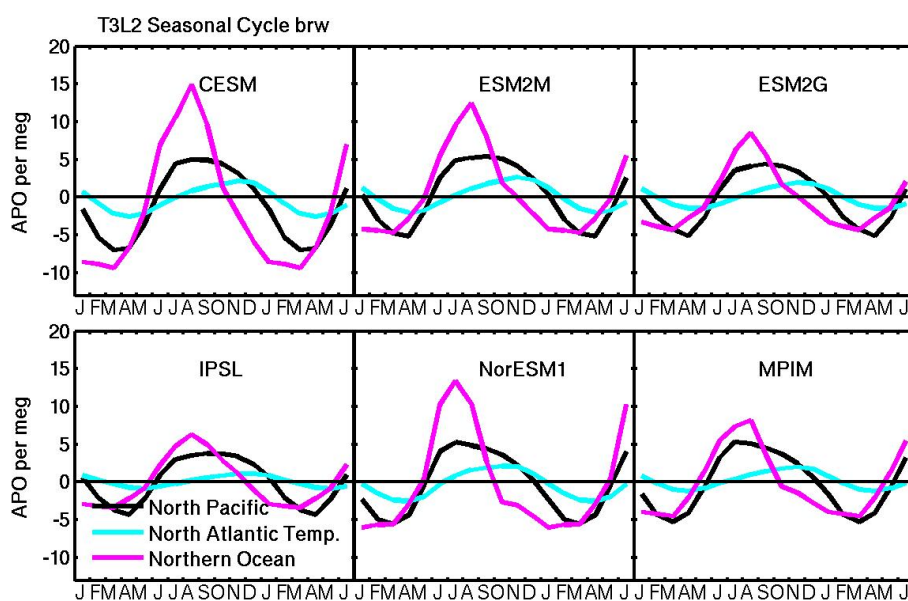 T3L2 Seasonal Cycle brw
CESM
ESM2M
ESM2G
APO per meg
20
15
10
5
0
-5
-10
J FMAM J J A SOND J FMAM J
J FMAM J J A SOND J FMAM J
J FMAM J J A SOND J FMAM J
IPSL
NorESM1
MPIM
APO per meg
20
15
10
5
0
-5
-10
North Pacific
North Atlantic Temp.
Northern Ocean
J FMAM J J A SOND J FMAM J
J FMAM J J A SOND J FMAM J
J FMAM J J A SOND J FMAM J